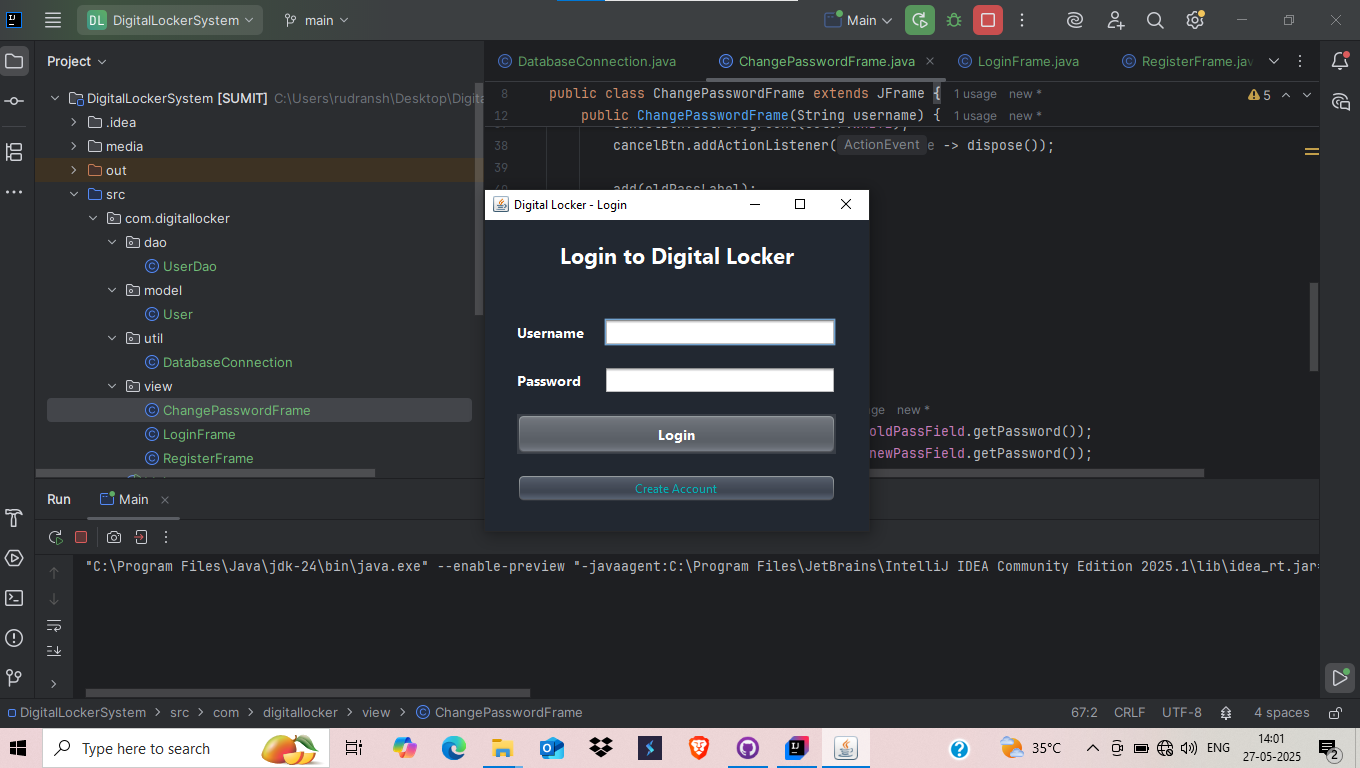 DL DigitalLockerSystem main Main
Project
DatabaseConnection.java ChangePasswordFrame.java LoginFrame.java RegisterFrame.jav
DigitalLockerSystem [SUMIT] C:\Users\rudransh\Desktop\Digita
.idea
media
out
src
com.digitallocker
dao
UserDao
model
User
util
DatabaseConnection
view
ChangePasswordFrame
LoginFrame
RegisterFrame
8 public class ChangePasswordFrame extends JFrame { 1 usage new *
5
12 public ChangePasswordFrame(String username) { 1 usage new *
38 cancelBtn.addActionListener( ActionEvent e -> dispose());
39
add(oldPassLabel);
Digital Locker - Login
Login to Digital Locker
Username
Password
Login
Create Account
age new *
oldPassField.getPassword());
newPassField.getPassword());
Run Main
"C:\Program Files\Java\jdk-24\bin\java.exe" --enable-preview "-javaagent:C:\Program Files\JetBrains\IntelliJ IDEA Community Edition 2025.1\lib\idea_rt.jar=
DigitalLockerSystem > src > com > digitallocker > view > ChangePasswordFrame 67:2 CRLF UTF-8 4 spaces
Type here to search
35°C
ENG
14:01
27-05-2025
2